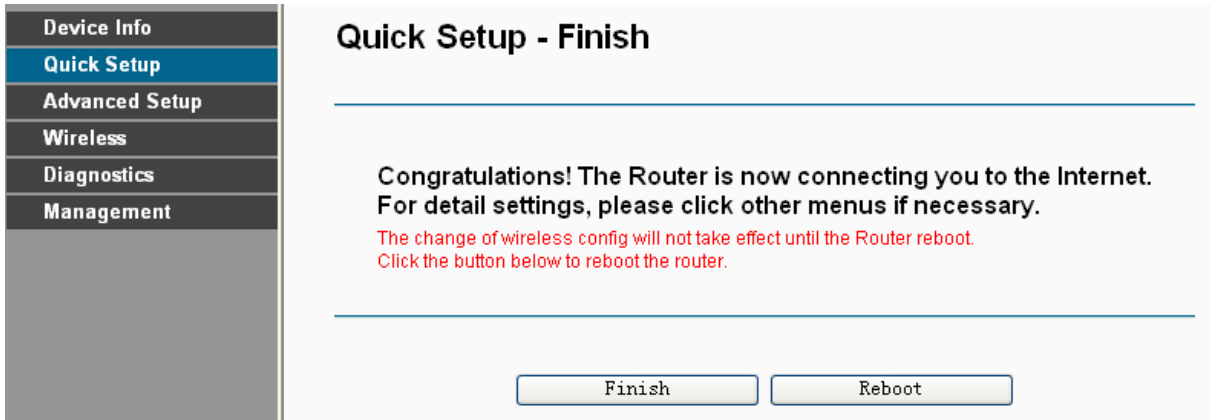 Device Info
Quick Setup
Advanced Setup
Wireless
Diagnostics
Management
Quick Setup - Finish
Congratulations! The Router is now connecting you to the Internet.
For detail settings, please click other menus if necessary.
The change of wireless config will not take effect until the Router reboot.
Click the button below to reboot the router.
Finish
Reboot